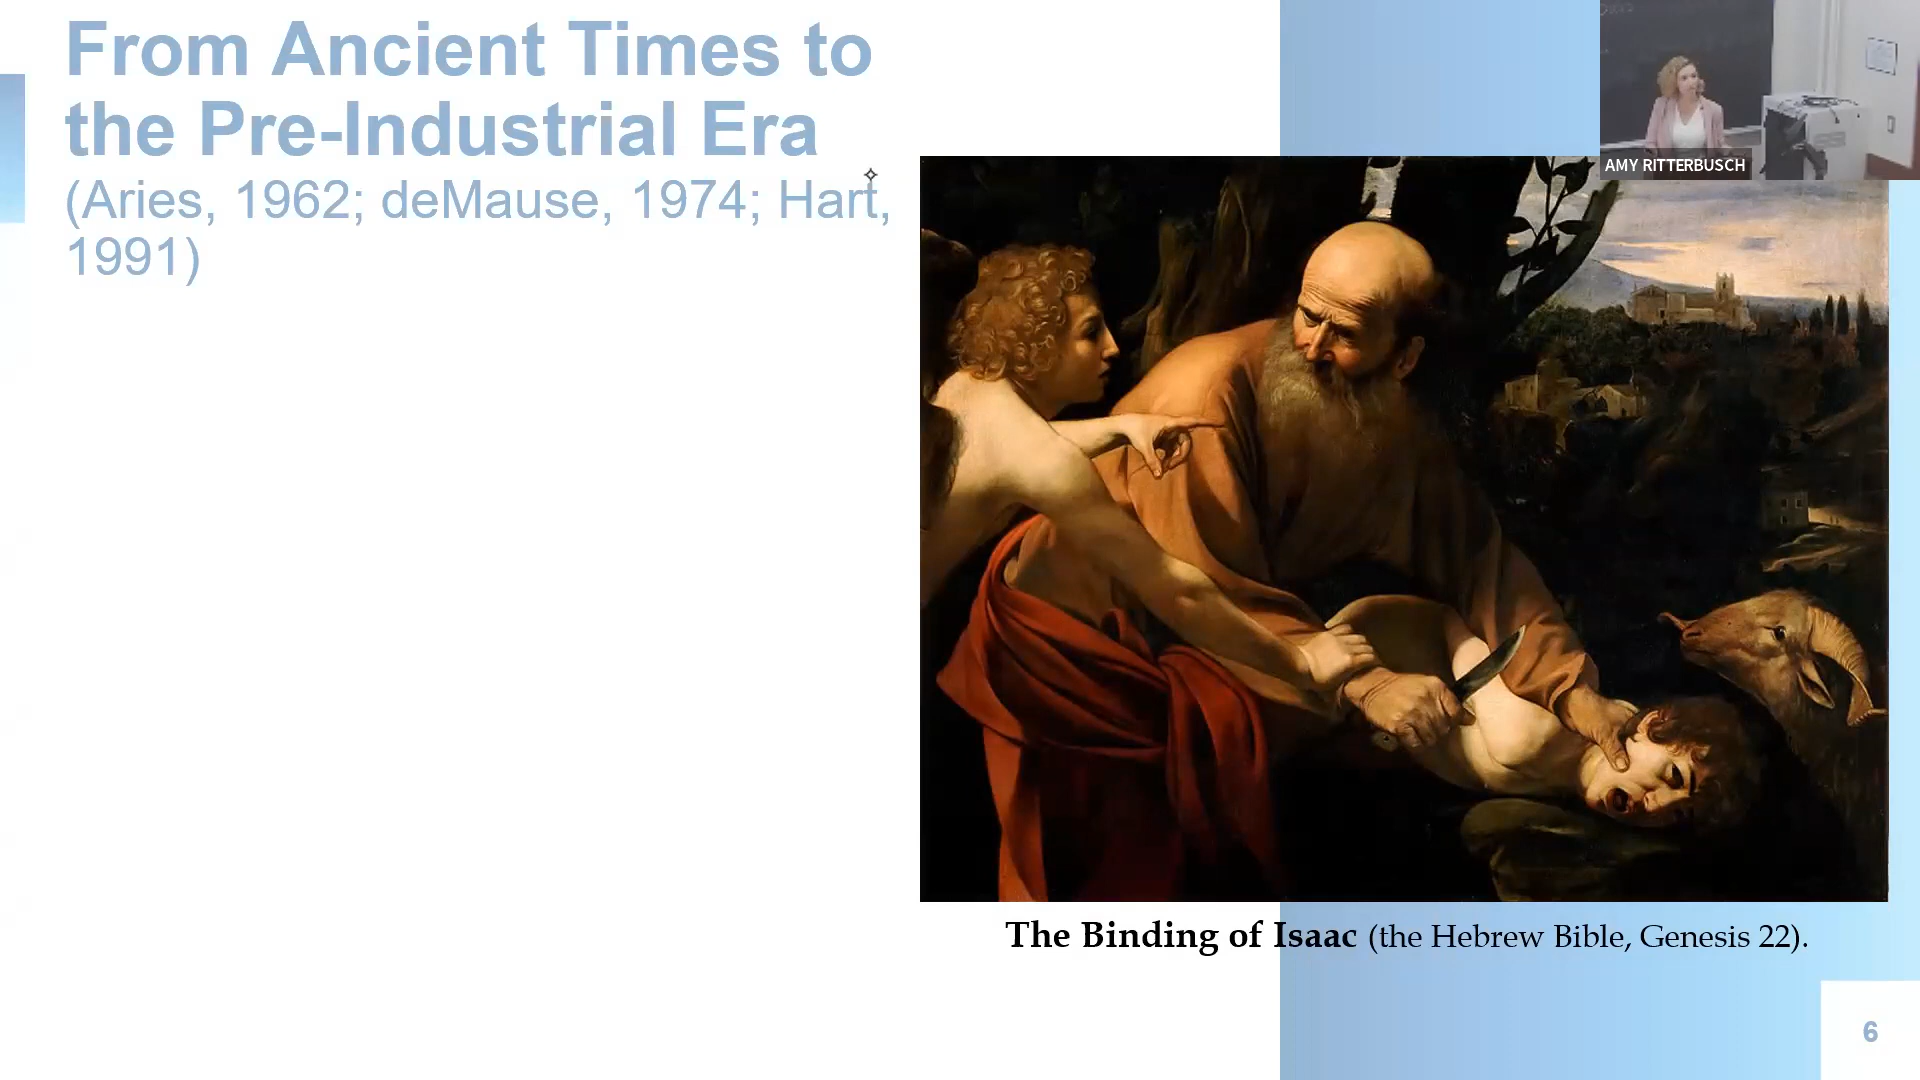 From Ancient Times to
the Pre-Industrial Era
(Aries, 1962; deMause, 1974; Hart,
1991)
AMY RITTERBUSCH
The Binding of Isaac (the Hebrew Bible, Genesis 22).
6